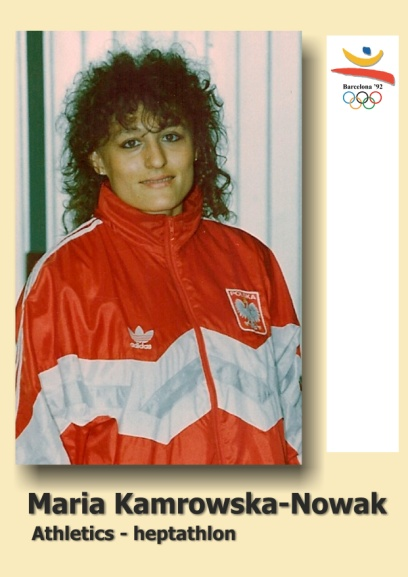 Barcelona '92
POLSKA
adidas
Maria Kamrowska-Nowak
Athletics - heptathlon